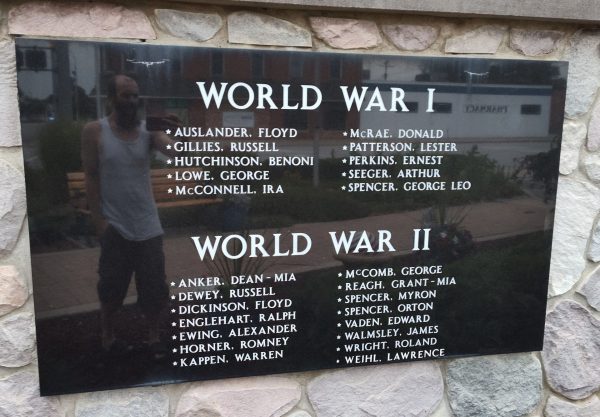 WORLD WAR I
* AUSLANDER, FLOYD
* GILLIES, RUSSELL
* HUTCHINSON, BENONI
* LOWE, GEORGE
* McCONNELL, IRA
* McRAE, DONALD
* PATTERSON, LESTER
* PERKINS, ERNEST
* SEEGER, ARTHUR
* SPENCER, GEORGE LEO
WORLD WAR II
* ANKER, DEAN - MIA
* DEWEY, RUSSELL
* DICKINSON, FLOYD
* ENGLEHART, RALPH
* EWING, ALEXANDER
* HORNER, ROMNEY
* KAPPEN, WARREN
* McCOMB, GEORGE
* REAGH, GRANT - MIA
* SPENCER, MYRON
* SPENCER, ORTON
* VADEN, EDWARD
* WALMSLEY, JAMES
* WRIGHT, ROLAND
* WEIHL, LAWRENCE
PHARMACY